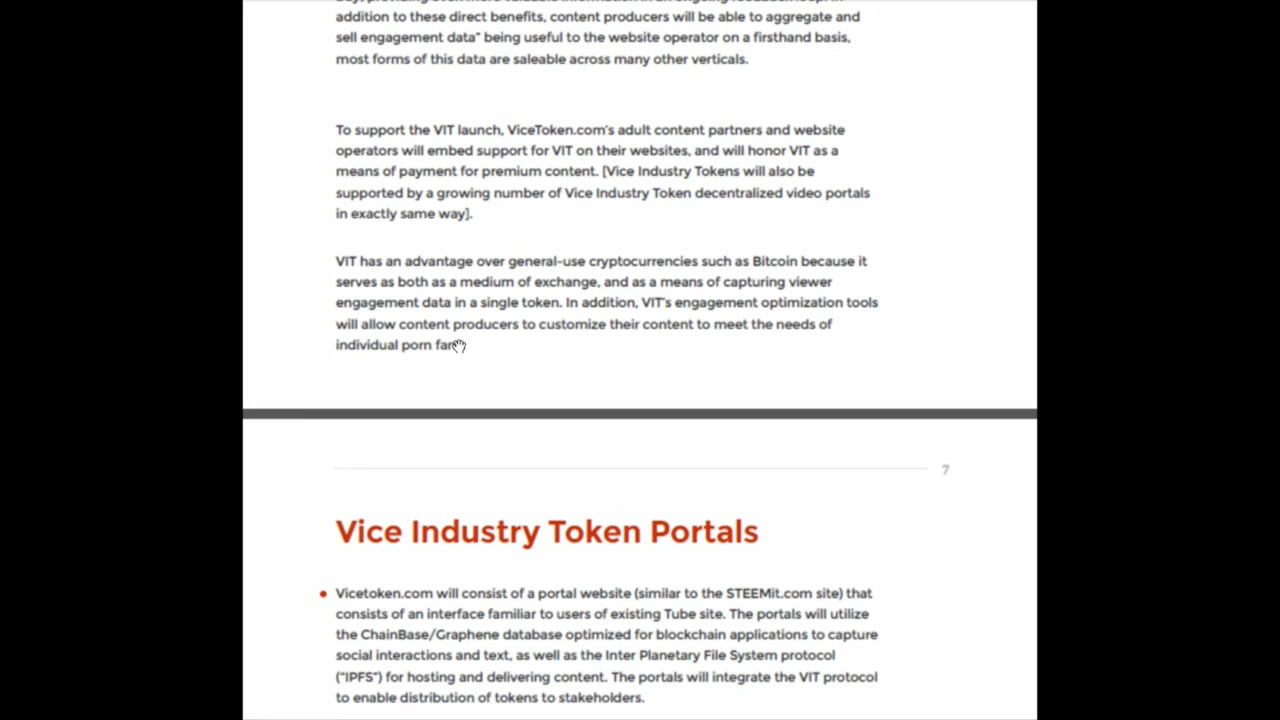 addition to these direct benefits, content producers will be able to aggregate and
sell engagement data" being useful to the website operator on a firsthand basis,
most forms of this data are saleable across many other verticals.
To support the VIT launch, ViceToken.com's adult content partners and website
operators will embed support for VIT on their websites, and will honor VIT as a
means of payment for premium content. [Vice Industry Tokens will also be
supported by a growing number of Vice Industry Token decentralized video portals
in exactly same way].
VIT has an advantage over general-use cryptocurrencies such as Bitcoin because it
serves as both as a medium of exchange, and as a means of capturing viewer
engagement data in a single token. In addition, VIT's engagement optimization tools
will allow content producers to customize their content to meet the needs of
individual porn
7
Vice Industry Token Portals
Vicetoken.com will consist of a portal website (similar to the STEEMit.com site) that
consists of an interface familiar to users of existing Tube site. The portals will utilize
the ChainBase/Graphene database optimized for blockchain applications to capture
social interactions and text, as well as the Inter Planetary File System protocol
("IPFS") for hosting and delivering content. The portals will integrate the VIT protocol
to enable distribution of tokens to stakeholders.